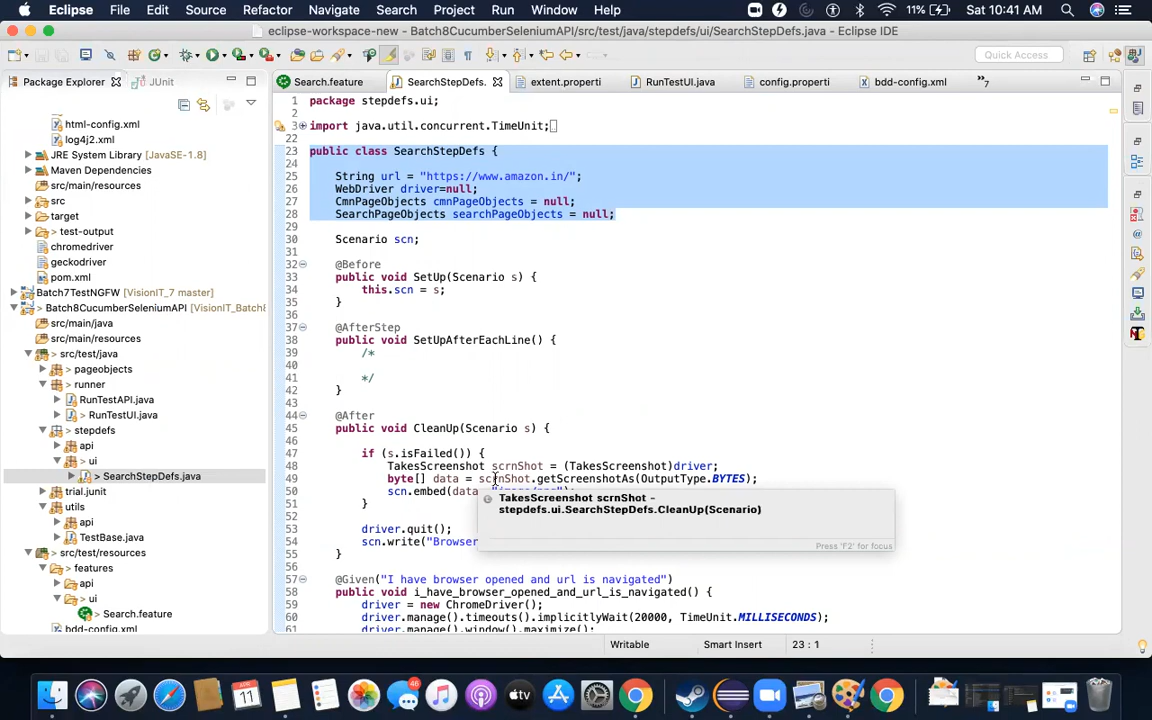 Eclipse File Edit Source Refactor Navigate Search Project Run Window Help 11% Sat 10:41 AM
eclipse-workspace-new - Batch8CucumberSeleniumAPI/src/test/java/stepdefs/ui/SearchStepDefs.java - Eclipse IDE
Quick Access
Package Explorer JUnit
Search.feature SearchStepDefs. extent.properti RunTestUI.java config.properti bdd-config.xml »7
html-config.xml
log4j2.xml
JRE System Library [JavaSE-1.8]
Maven Dependencies
src/main/resources
> src
> target
> test-output
chromedriver
geckodriver
pom.xml
Batch7TestNGFW [VisionIT_7 master]
> Batch8CucumberSeleniumAPI [VisionIT_Batch8
src/main/java
src/main/resources
> src/test/java
pageobjects
> runner
RunTestAPI.java
> RunTestUI.java
> stepdefs
> api
> ui
> SearchStepDefs.java
> trial.junit
utils
> api
TestBase.java
> src/test/resources
> features
> api
> ui
> Search.feature
bdd-config.xml
1 package stepdefs.ui;
2
3 import java.util.concurrent.TimeUnit;
22
23 public class SearchStepDefs {
24
25 String url = "https://www.amazon.in/";
26 WebDriver driver=null;
27 CmnPageObjects cmnPageObjects = null;
28 SearchPageObjects searchPageObjects = null;
29
30 Scenario scn;
31
32 @Before
33 public void SetUp(Scenario s) {
34 this.scn = s;
35 }
36
37 @AfterStep
38 public void SetUpAfterEachLine() {
39 /*
40
41 */
42 }
43
44 @After
45 public void CleanUp(Scenario s) {
46
47 if (s.isFailed()) {
48 TakesScreenshot scrnShot = (TakesScreenshot)driver;
49 byte[] data = scrnShot.getScreenshotAs(OutputType.BYTES);
50 scn.embed(data
51 }
52
53 driver.quit();
54 scn.write("Browser
55 }
56
57 @Given("I have browser opened and url is navigated")
58 public void i_have_browser_opened_and_url_is_navigated() {
59 driver = new ChromeDriver();
60 driver.manage().timeouts().implicitlyWait(20000, TimeUnit.MILLISECONDS);
61 driver.manage().window().maximize();
TakesScreenshot scrnShot -
stepdefs.ui.SearchStepDefs.CleanUp(Scenario)
Press 'F2' for focus
Writable Smart Insert 23 : 1
46
11